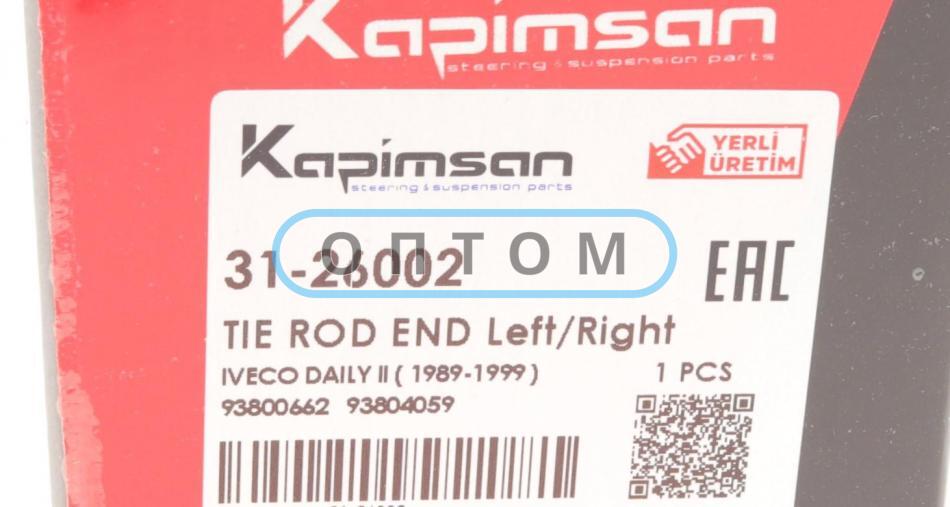 Kapimsan
steering & suspension parts
Kapimsan
steering & suspension parts
YERLİ
ÜRETİM
31-26002
ОПТОМ
EAC
TIE ROD END Left/Right
IVECO DAILY II ( 1989-1999 )
1 PCS
93800662 93804059